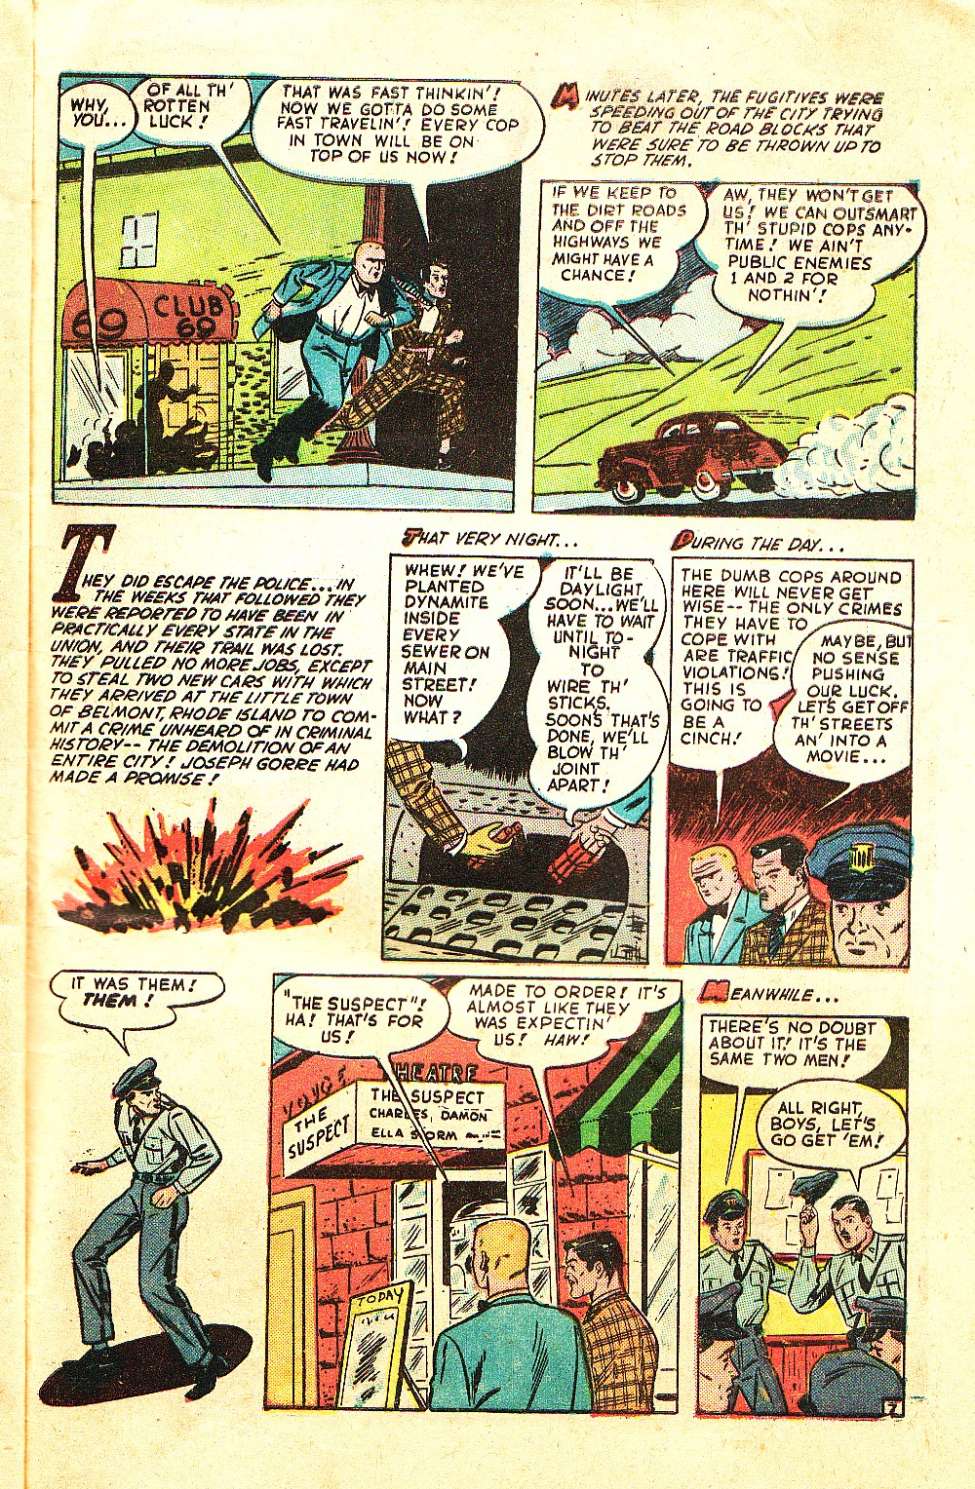 WHY,
YOU...
OF ALL TH'
ROTTEN
LUCK!
THAT WAS FAST THINKIN'!
NOW WE GOTTA DO SOME
FAST TRAVELIN'! EVERY COP
IN TOWN WILL BE ON
TOP OF US NOW!
69
CLUB
69
MINUTES LATER, THE FUGITIVES WERE
SPEEDING OUT OF THE CITY TRYING
TO BEAT THE ROAD BLOCKS THAT
WERE SURE TO BE THROWN UP TO
STOP THEM.
IF WE KEEP TO
THE DIRT ROADS
AND OFF THE
HIGHWAYS WE
MIGHT HAVE A
CHANCE!
AW, THEY WON'T GET
US! WE CAN OUTSMART
TH' STUPID COPS ANY-
TIME! WE AIN'T
PUBLIC ENEMIES
1 AND 2 FOR
NOTHIN'!
THEY DID ESCAPE THE POLICE... IN
THE WEEKS THAT FOLLOWED THEY
WERE REPORTED TO HAVE BEEN IN
PRACTICALLY EVERY STATE IN THE
UNION, AND THEIR TRAIL WAS LOST.
THEY PULLED NO MORE JOBS, EXCEPT
TO STEAL TWO NEW CARS WITH WHICH
THEY ARRIVED AT THE LITTLE TOWN
OF BELMONT, RHODE ISLAND TO COM-
MIT A CRIME UNHEARD OF IN CRIMINAL
HISTORY-- THE DEMOLITION OF AN
ENTIRE CITY! JOSEPH GORRE HAD
MADE A PROMISE!
THAT VERY NIGHT...
WHEW! WE'VE
PLANTED
DYNAMITE
INSIDE
EVERY
SEWER ON
MAIN
STREET!
NOW
WHAT?
IT'LL BE
DAYLIGHT
SOON... WE'LL
HAVE TO WAIT
UNTIL TO-
NIGHT
TO
WIRE TH'
STICKS.
SOON'S THAT'S
DONE, WE'LL
BLOW TH'
JOINT
APART!
DURING THE DAY...
THE DUMB COPS AROUND
HERE WILL NEVER GET
WISE-- THE ONLY CRIMES
THEY HAVE TO
COPE WITH
ARE TRAFFIC
VIOLATIONS!
THIS IS
GOING TO
BE A
CINCH!
MAYBE, BUT
NO SENSE
PUSHING
OUR LUCK.
LET'S GET OFF
TH' STREETS
AN' INTO A
MOVIE...
IT WAS THEM!
THEM!
"THE SUSPECT"!
HA! THAT'S FOR
US!
MADE TO ORDER! IT'S
ALMOST LIKE THEY
WAS EXPECTIN'
US! HAW!
THEATRE
THE
SUSPECT
THE SUSPECT
CHARLES, DAMON
ELLA STORM
TODAY
MEANWHILE...
THERE'S NO DOUBT
ABOUT IT! IT'S THE
SAME TWO MEN!
ALL RIGHT,
BOYS, LET'S
GO GET 'EM!
7